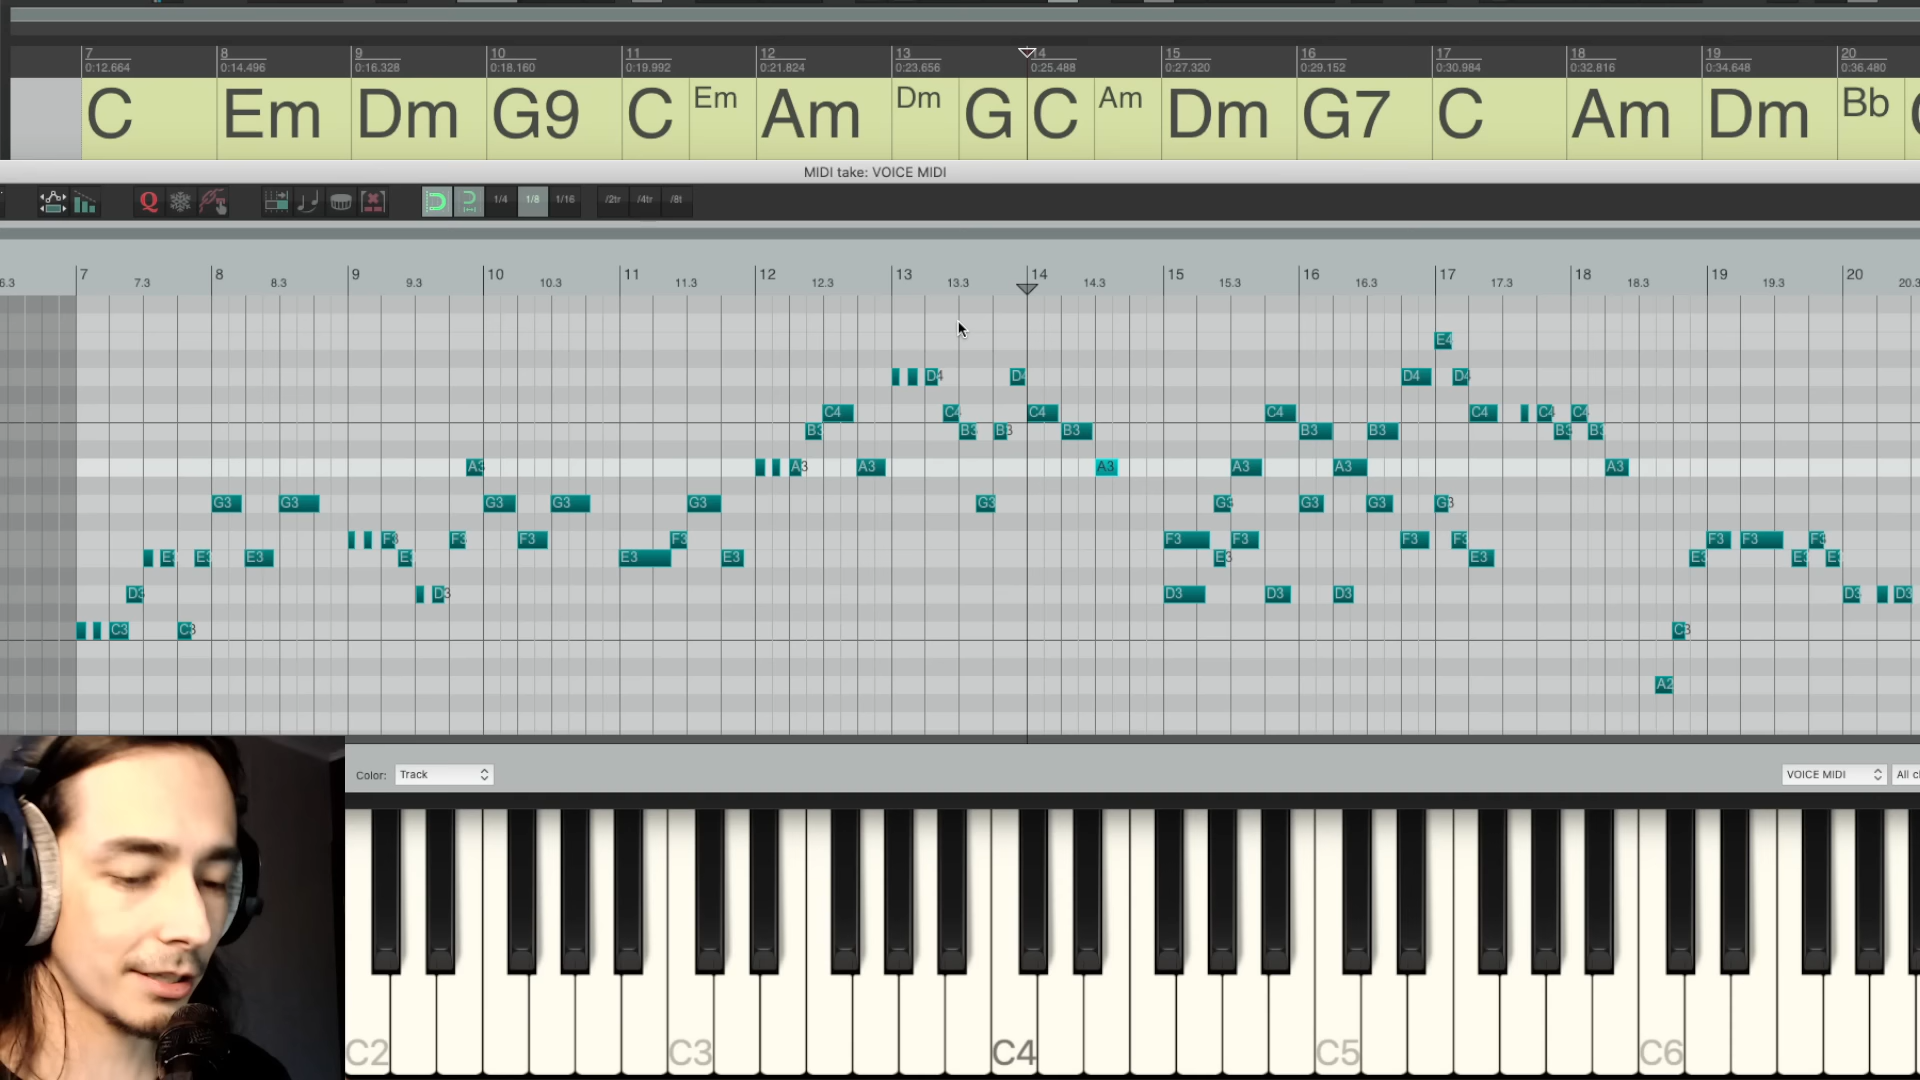 7 8 9 10 11 12 13 14 15 16 17 18 19 20
0:12.664 0:14.496 0:16.328 0:18.160 0:19.992 0:21.824 0:23.656 0:25.488 0:27.320 0:29.152 0:30.984 0:32.816 0:34.648 0:36.480
C Em Dm G9 C Em Am Dm G C Am Dm G7 C Am Dm Bb
MIDI take: VOICE MIDI
Q 1/4 1/8 1/16 /2tr /4tr /8t
7 8 9 10 11 12 13 14 15 16 17 18 19 20
6.3 7.3 8.3 9.3 10.3 11.3 12.3 13.3 14.3 15.3 16.3 17.3 18.3 19.3 20.3
E4
D4 D4 D4 D4
C4 C4 C4 C4 C4 C4 C4
B3 B3 B3 B3 B3 B3 B3 B3
A3 A3 A3 A3 A3 A3 A3
G3 G3 G3 G3 G3 G3 G3 G3 G3 G3
F3 F3 F3 F3 F3 F3 F3 F3 F3 F3 F3
E3 E3 E3 E3 E3 E3 E3 E3 E3 E3 E3
D3 D3 D3 D3 D3 D3 D3
C3 C3 C3
A2
Color: Track VOICE MIDI All c
C2 C3 C4 C5 C6